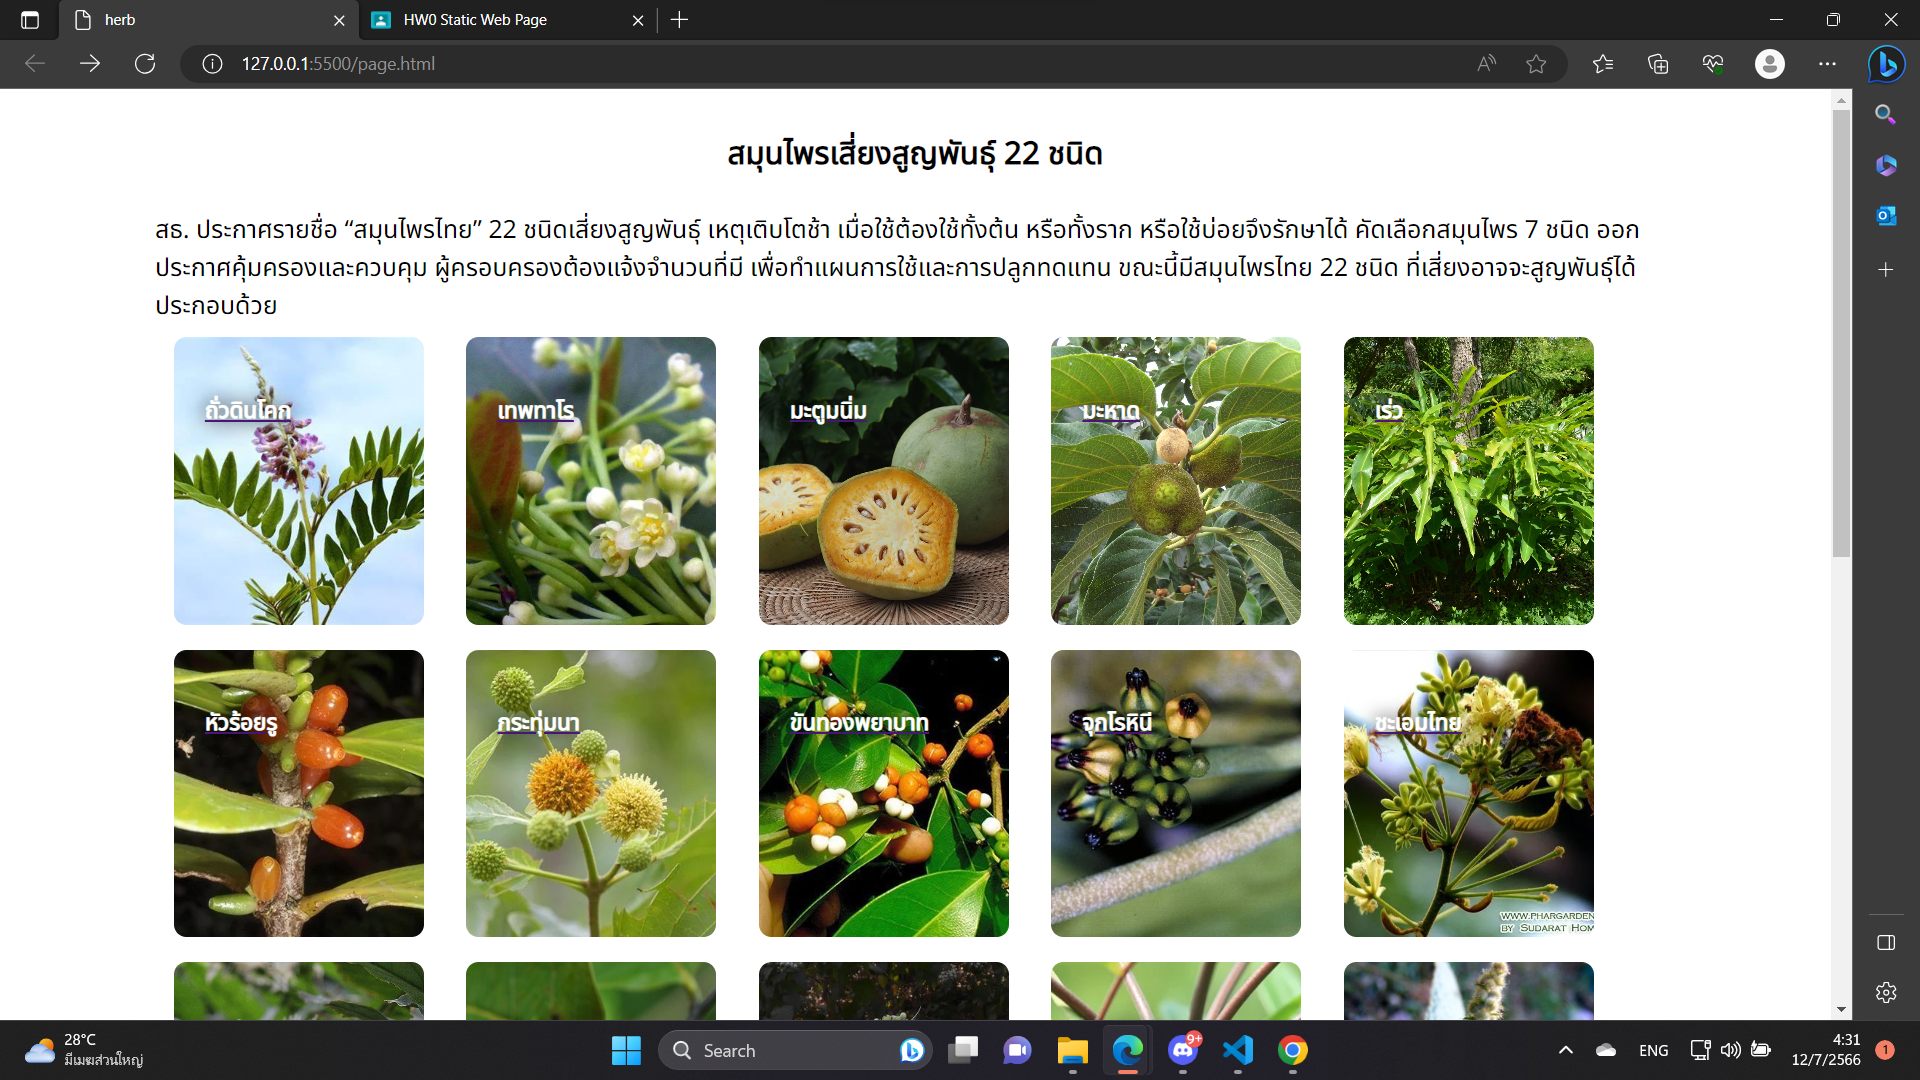 herb
HW0 Static Web Page
127.0.0.1:5500/page.html
สมุนไพรเสี่ยงสูญพันธุ์ 22 ชนิด
สธ. ประกาศรายชื่อ “สมุนไพรไทย” 22 ชนิดเสี่ยงสูญพันธุ์ เหตุเติบโตช้า เมื่อใช้ต้องใช้ทั้งต้น หรือทั้งราก หรือใช้บ่อยจึงรักษาได้ คัดเลือกสมุนไพร 7 ชนิด ออก
ประกาศคุ้มครองและควบคุม ผู้ครอบครองต้องแจ้งจำนวนที่มี เพื่อทำแผนการใช้และการปลูกทดแทน ขณะนี้มีสมุนไพรไทย 22 ชนิด ที่เสี่ยงอาจจะสูญพันธุ์ได้
ประกอบด้วย
ถั่วดินโคก
เทพทาโร
มะตูมนิ่ม
มะหาด
เร่ว
หัวร้อยรู
กระทุ่มนา
ขันทองพยาบาท
จุกโรหินี
ชะเอมไทย
WWW.PHARGARDEN
BY SUDARAT HOM
28°C
มีเมฆส่วนใหญ่
Search
9+
ENG
4:31
12/7/2566
1